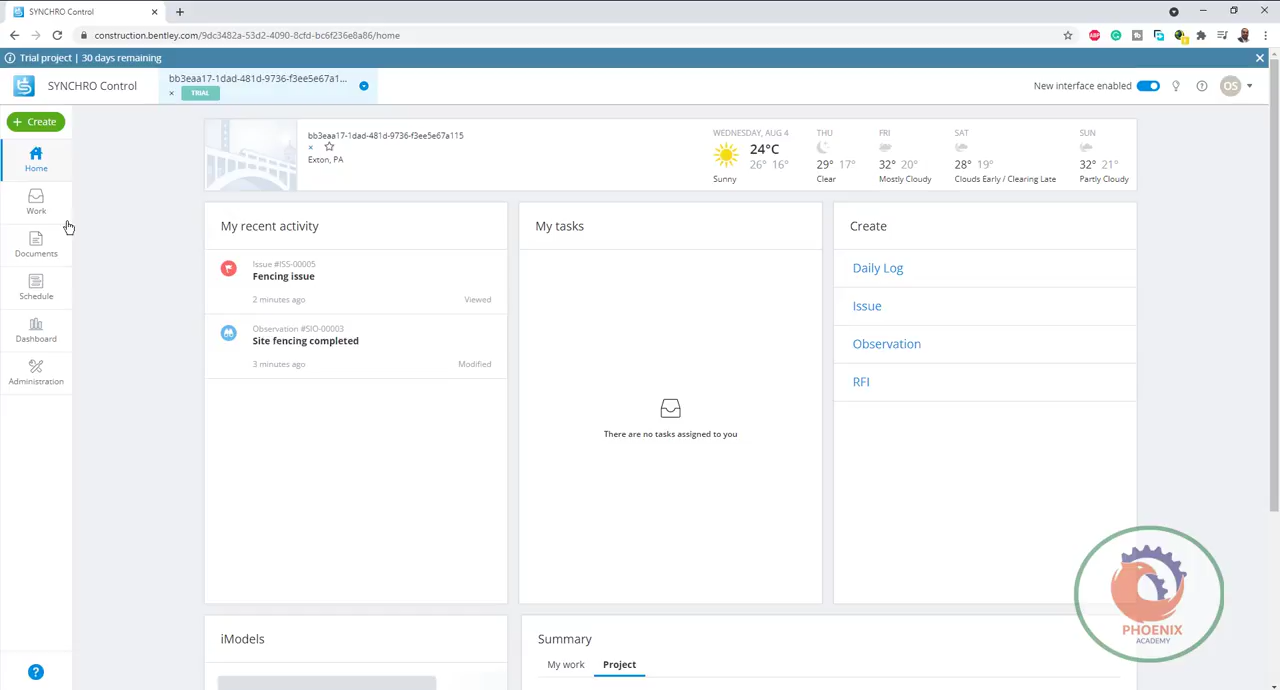 SYNCHRO Control
construction.bentley.com/9dc3482a-53d2-4090-8cfd-bc6f236e8a86/home
Trial project | 30 days remaining
SYNCHRO Control
bb3eaa17-1dad-481d-9736-f3ee5e67a1...
TRIAL
New interface enabled
OS
Create
Home
Work
Documents
Schedule
Dashboard
Administration
bb3eaa17-1dad-481d-9736-f3ee5e67a115
Exton, PA
WEDNESDAY, AUG 4
24°C
26° 16°
Sunny
THU
29° 17°
Clear
FRI
32° 20°
Mostly Cloudy
SAT
28° 19°
Clouds Early / Clearing Late
SUN
32° 21°
Partly Cloudy
My recent activity
Issue #ISS-00005
Fencing issue
2 minutes ago Viewed
Observation #SIO-00003
Site fencing completed
3 minutes ago Modified
My tasks
There are no tasks assigned to you
Create
Daily Log
Issue
Observation
RFI
iModels
Summary
My work Project
PHOENIX
ACADEMY